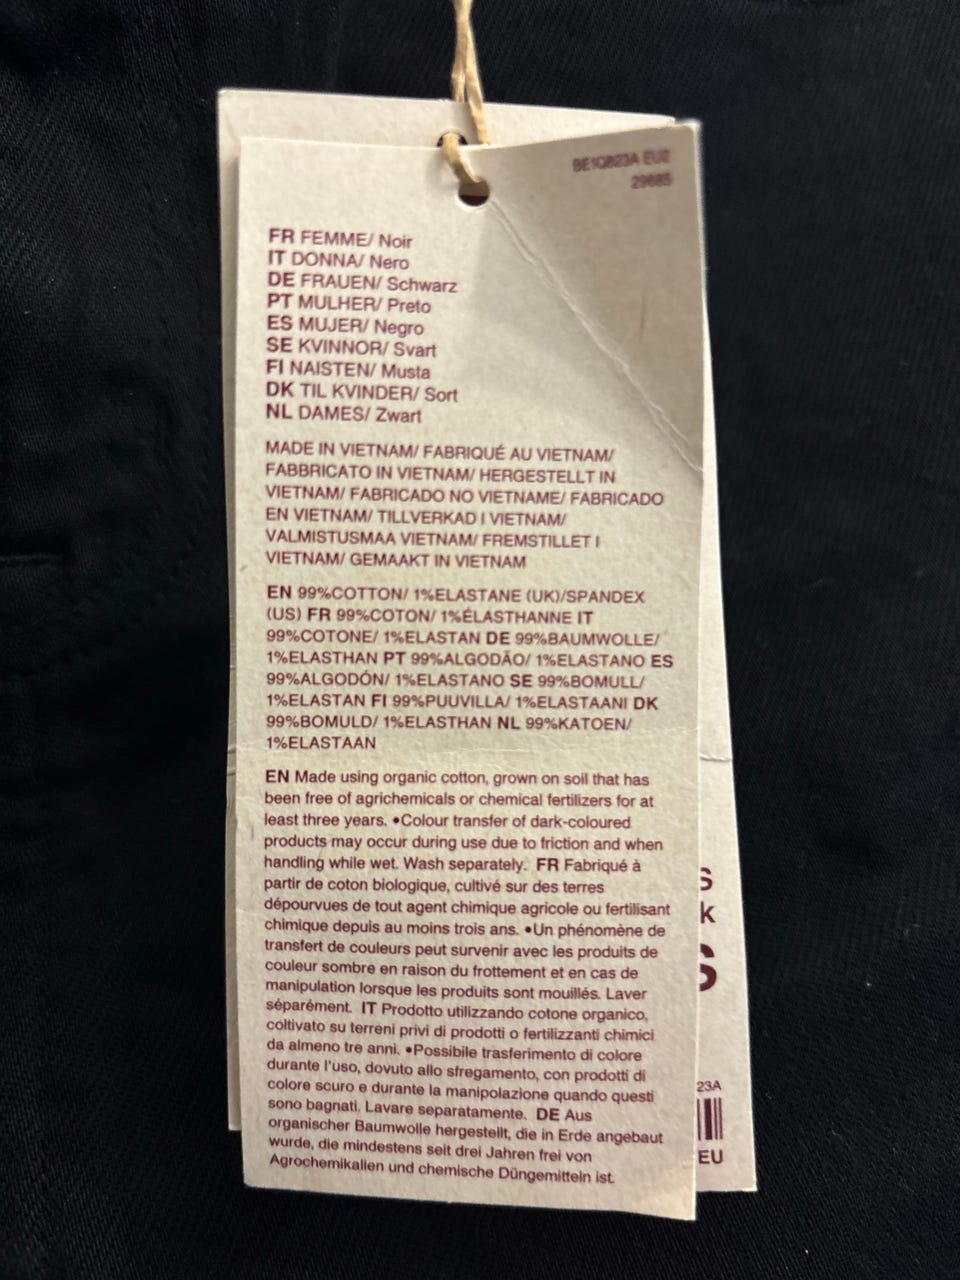 EU2
FR FEMME/ Noir
IT DONNA/ Nero
DE FRAUEN/ Schwarz
PT MULHER/ Preto
ES MUJER/ Negro
SE KVINNOR/ Svart
FI NAISTEN/ Musta
DK TIL KVINDER/ Sort
NL DAMES/ Zwart
MADE IN VIETNAM/ FABRIQUÉ AU VIETNAM/
FABBRICATO IN VIETNAM/ HERGESTELLT IN
VIETNAM/ FABRICADO NO VIETNAME/ FABRICADO
EN VIETNAM/ TILLVERKAD I VIETNAM/
VALMISTUSMAA VIETNAM/ FREMSTILLET I
VIETNAM/ GEMAAKT IN VIETNAM
EN 99%COTTON/ 1%ELASTANE (UK)/SPANDEX
(US) FR 99%COTON/ 1%ÉLASTHANNE IT
99%COTONE/ 1%ELASTAN DE 99%BAUMWOLLE/
1%ELASTHAN PT 99%ALGODÃO/ 1%ELASTANO ES
99%ALGODÓN/ 1%ELASTANO SE 99%BOMULL/
1%ELASTAN FI 99%PUUVILLA/ 1%ELASTAANI DK
99%BOMULD/ 1%ELASTHAN NL 99%KATOEN/
1%ELASTAAN
EN Made using organic cotton, grown on soil that has
been free of agrichemicals or chemical fertilizers for at
least three years. •Colour transfer of dark-coloured
products may occur during use due to friction and when
handling while wet. Wash separately. FR Fabriqué à
partir de coton biologique, cultivé sur des terres
dépourvues de tout agent chimique agricole ou fertilisant
chimique depuis au moins trois ans. •Un phénomène de
transfert de couleurs peut survenir avec les produits de
couleur sombre en raison du frottement et en cas de
manipulation lorsque les produits sont mouillés. Laver
séparément. IT Prodotto utilizzando cotone organico,
coltivato su terreni privi di prodotti o fertilizzanti chimici
da almeno tre anni. •Possibile trasferimento di colore
durante l'uso, dovuto allo sfregamento, con prodotti di
colore scuro e durante la manipolazione quando questi
sono bagnati. Lavare separatamente. DE Aus
organischer Baumwolle hergestellt, die in Erde angebaut
wurde, die mindestens seit drei Jahren frei von
Agrochemikalien und chemische Düngemitteln ist.
s
k
S
23A
EU